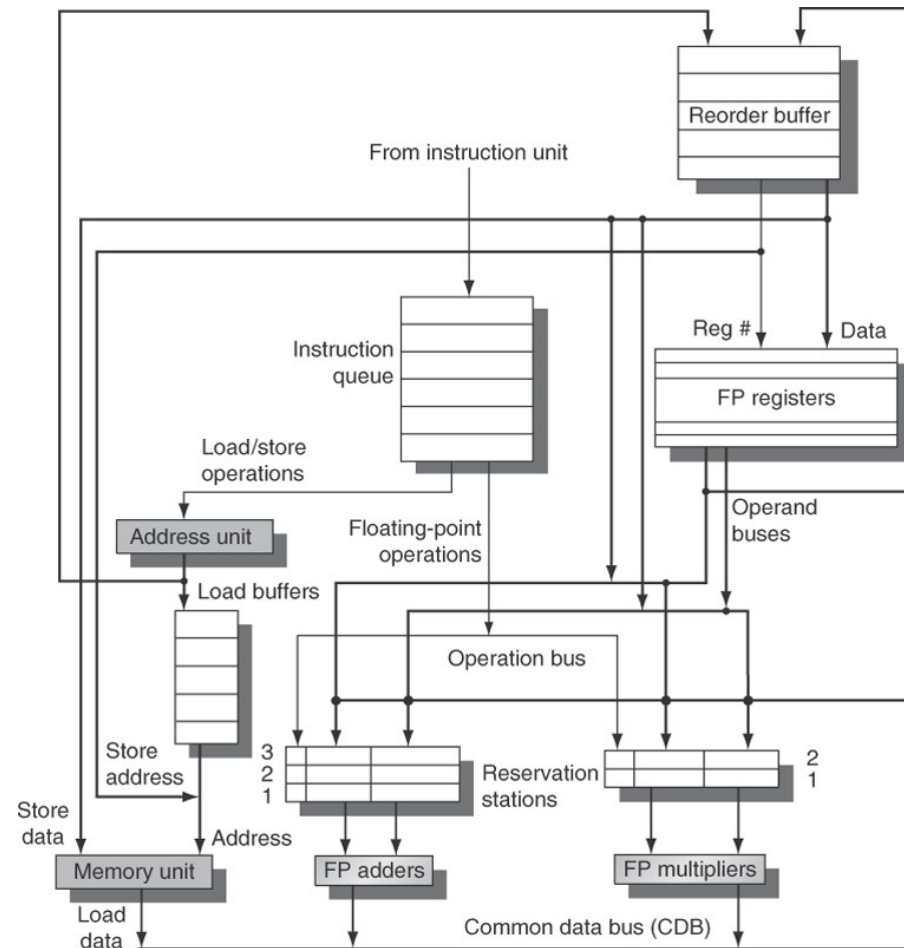 Reorder buffer
From instruction unit
Reg #
Data
Instruction
queue
FP registers
Load/store
operations
Operand
buses
Address unit
Floating-point
operations
Load buffers
Operation bus
3
2
1
Reservation
stations
2
1
Store
address
Store
data
Address
Memory unit
FP adders
FP multipliers
Load
data
Common data bus (CDB)